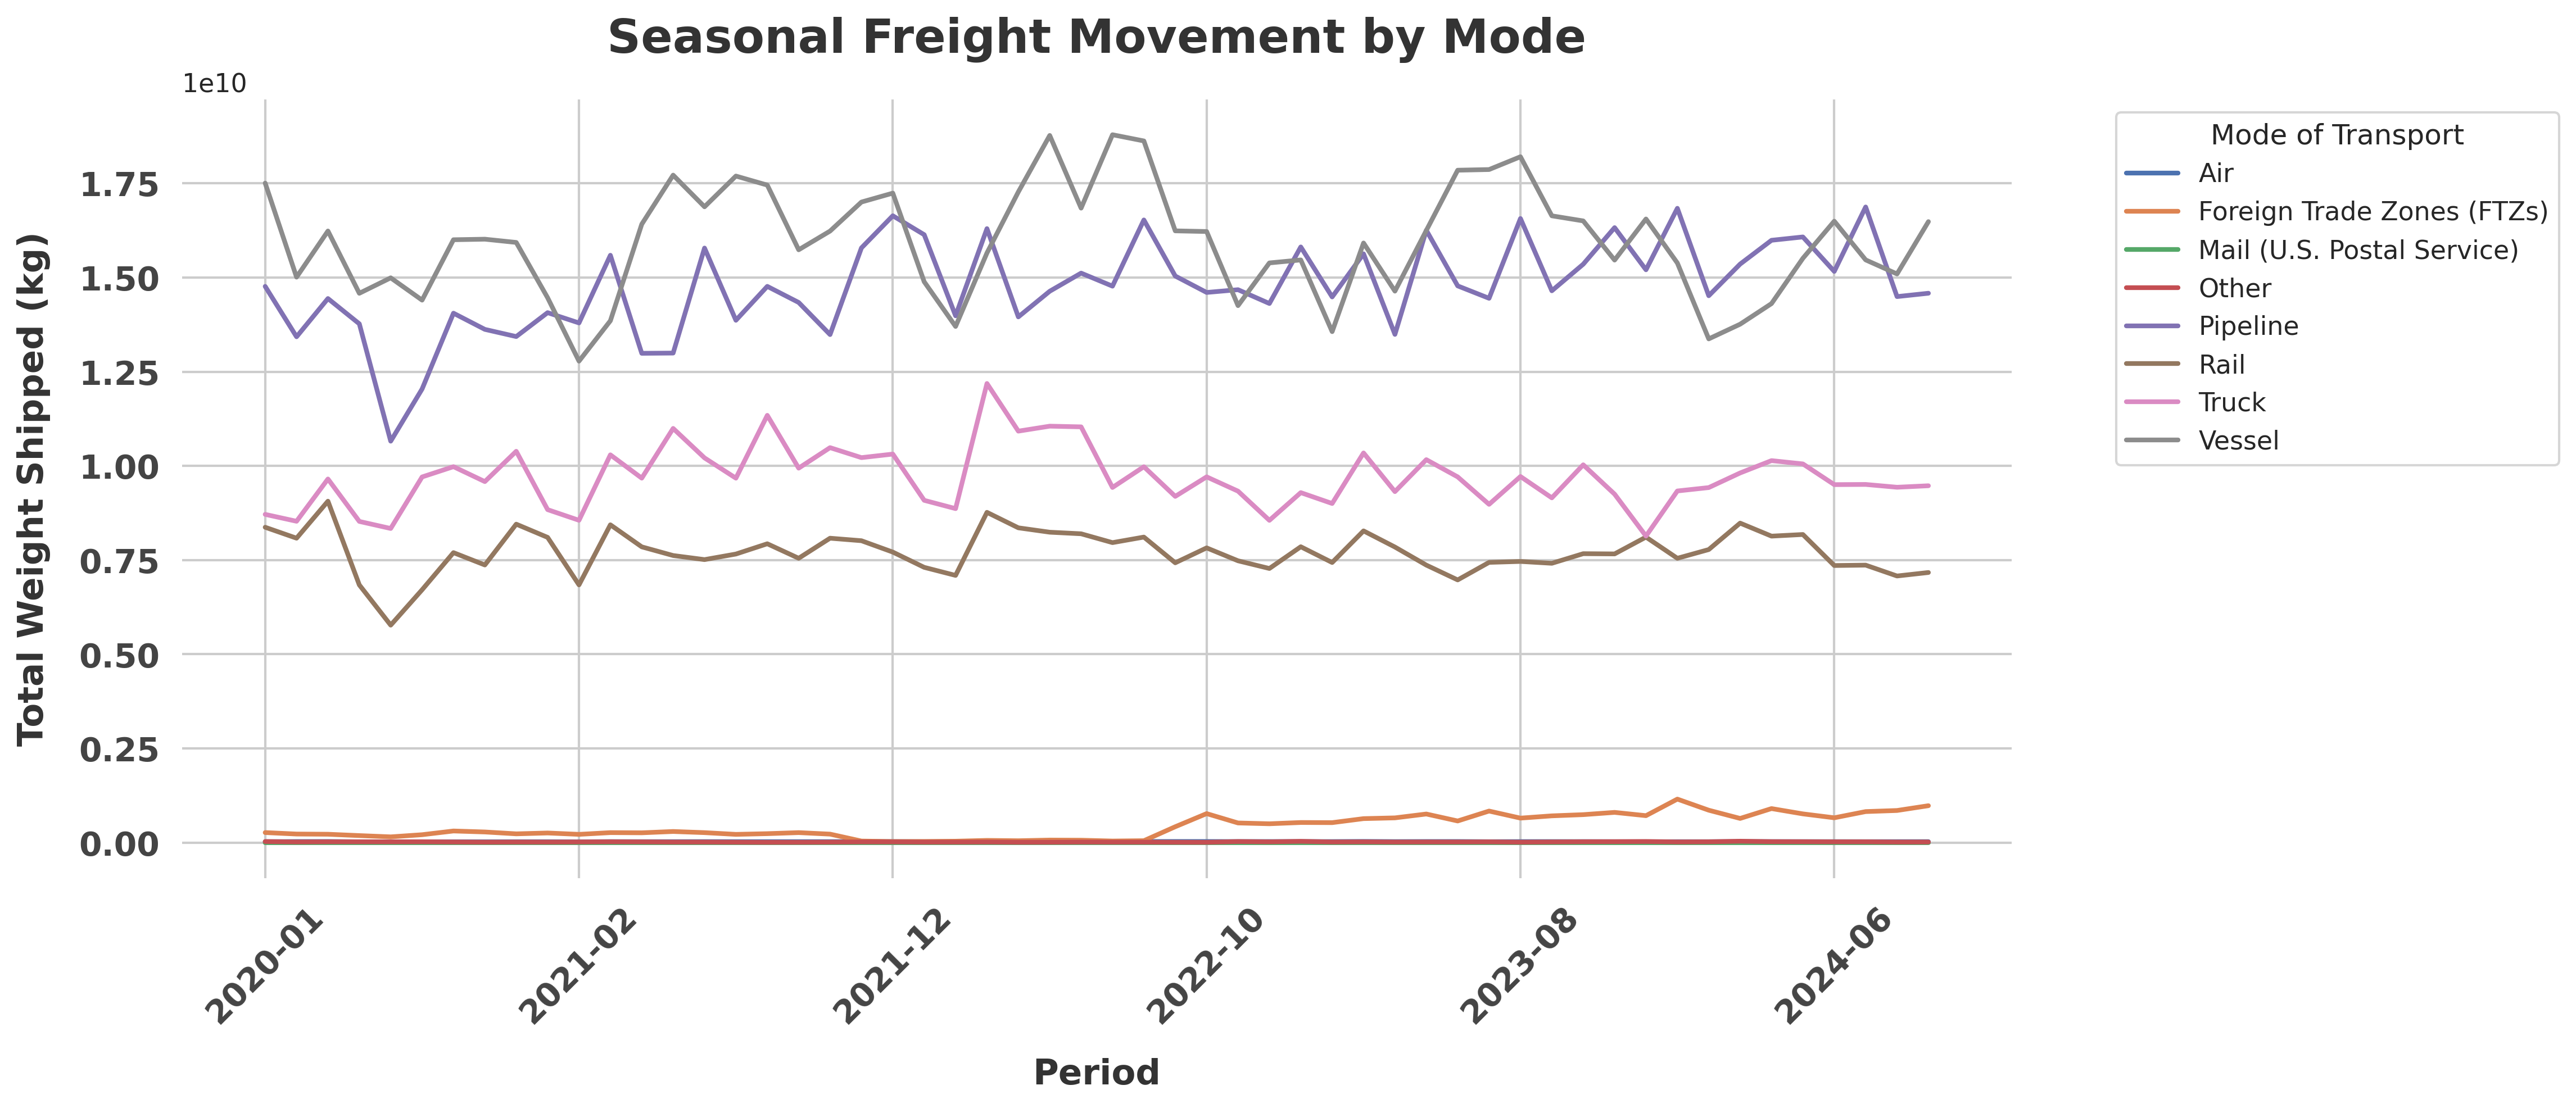 Seasonal Freight Movement by Mode
1e10
1.75
1.50
1.25
1.00
0.75
0.50
0.25
0.00
Total Weight Shipped (kg)
2020-01
2021-02
2021-12
2022-10
2023-08
2024-06
Period
Mode of Transport
Air
Foreign Trade Zones (FTZs)
Mail (U.S. Postal Service)
Other
Pipeline
Rail
Truck
Vessel